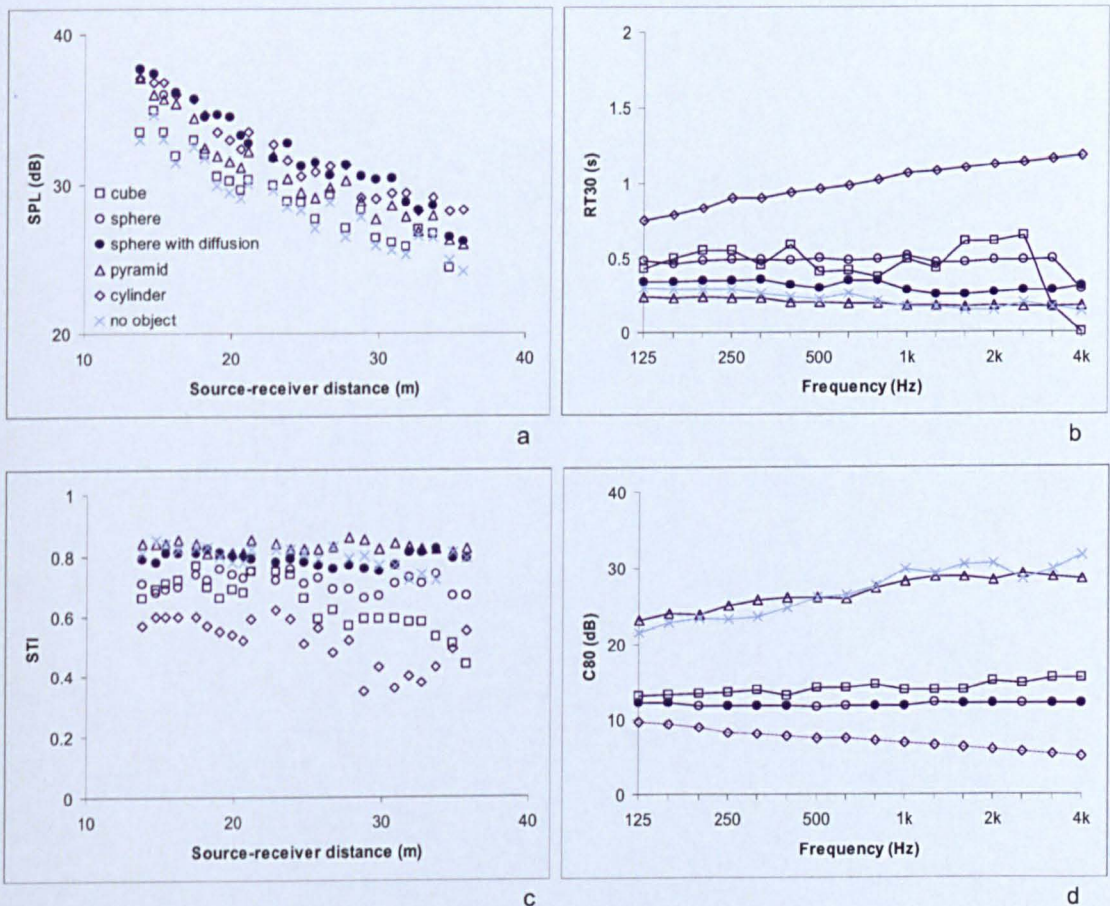 40
30
20
SPL (dB)
cube
sphere
sphere with diffusion
pyramid
cylinder
no object
10
20
30
40
Source-receiver distance (m)
a
2
1.5
1
0.5
0
RT30 (s)
125
250
500
1k
2k
4k
Frequency (Hz)
b
1
0.8
0.6
0.4
0.2
0
STI
10
20
30
40
Source-receiver distance (m)
c
40
30
20
10
0
C80 (dB)
125
250
500
1k
2k
4k
Frequency (Hz)
d